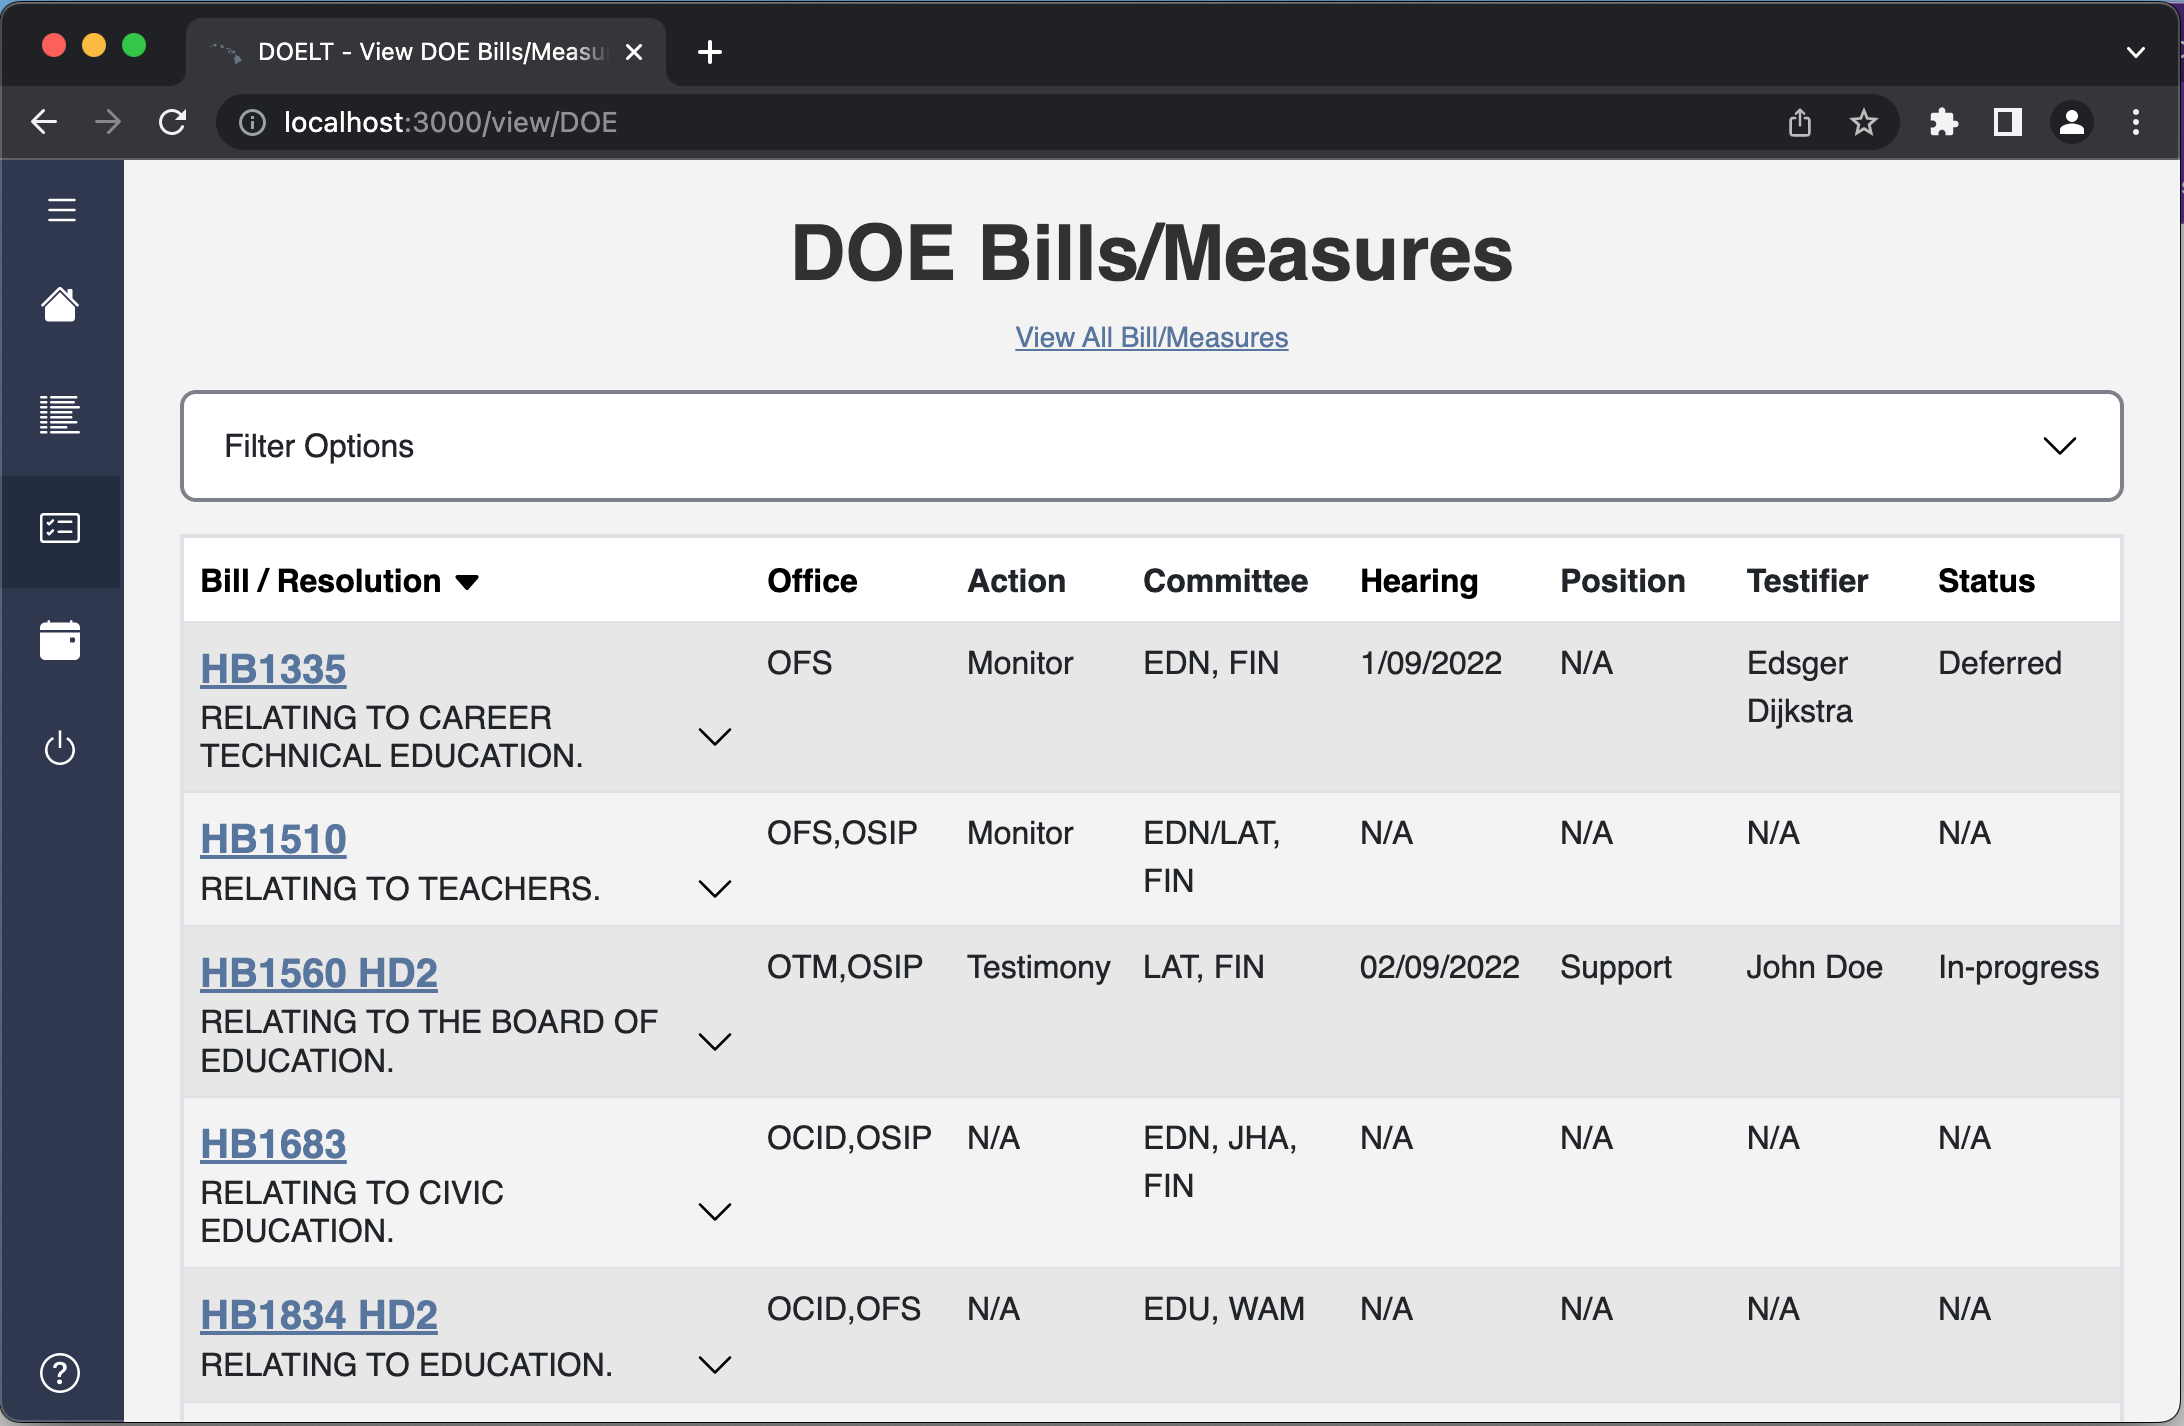 DOELT - View DOE Bills/Measu
localhost:3000/view/DOE
DOE Bills/Measures
View All Bill/Measures
Filter Options
Bill / Resolution Office Action Committee Hearing Position Testifier Status
HB1335 OFS Monitor EDN, FIN 1/09/2022 N/A Edsger Deferred
Dijkstra
RELATING TO CAREER
TECHNICAL EDUCATION.
HB1510 OFS,OSIP Monitor EDN/LAT, N/A N/A N/A N/A
FIN
RELATING TO TEACHERS.
HB1560 HD2 OTM,OSIP Testimony LAT, FIN 02/09/2022 Support John Doe In-progress
RELATING TO THE BOARD OF
EDUCATION.
HB1683 OCID,OSIP N/A EDN, JHA, N/A N/A N/A N/A
FIN
RELATING TO CIVIC
EDUCATION.
HB1834 HD2 OCID,OFS N/A EDU, WAM N/A N/A N/A N/A
RELATING TO EDUCATION.